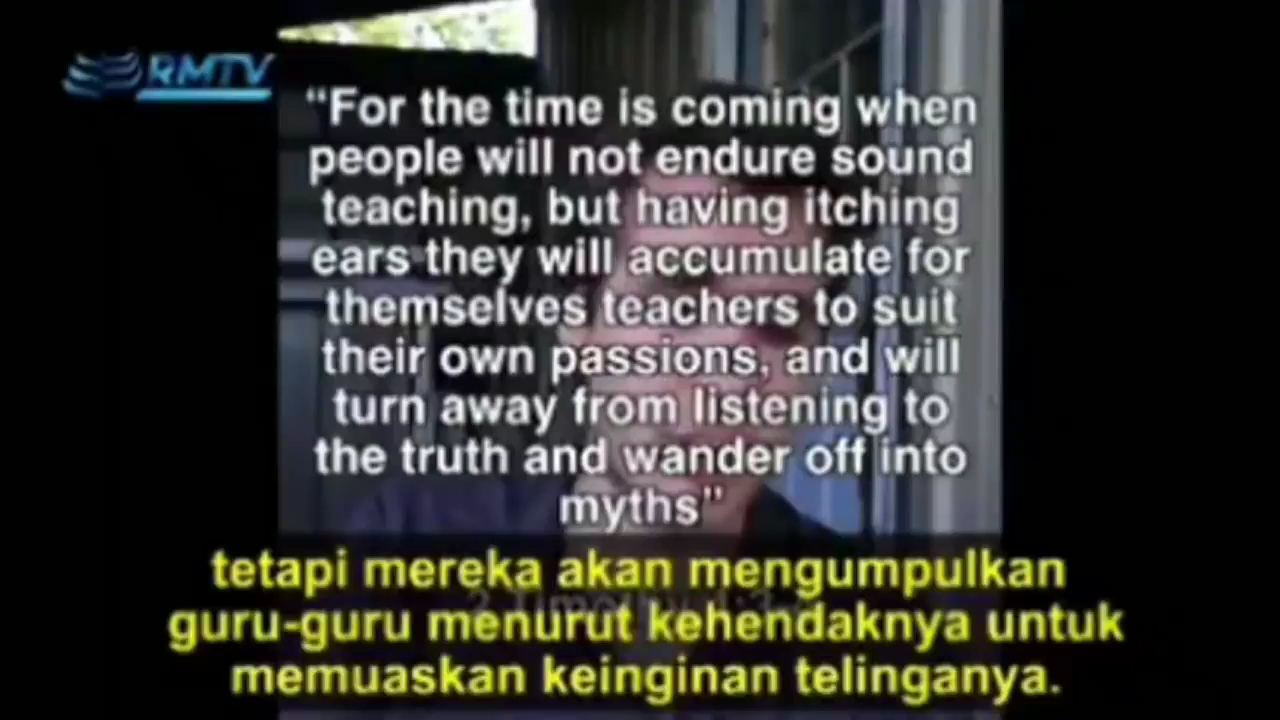 RMTV
“For the time is coming when
people will not endure sound
teaching, but having itching
ears they will accumulate for
themselves teachers to suit
their own passions, and will
turn away from listening to
the truth and wander off into
myths”
tetapi mereka akan mengumpulkan
guru-guru menurut kehendaknya untuk
memuaskan keinginan telinganya.